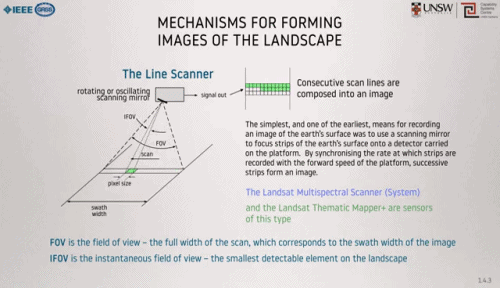 IEEE GRSS
UNSW
MECHANISMS FOR FORMING
IMAGES OF THE LANDSCAPE
The Line Scanner
rotating or oscillating
scanning mirror
signal out
Consecutive scan lines are
composed into an image
IFOV
FOV
scan
pixel size
swath
width
The simplest, and one of the earliest, means for recording
an image of the earth's surface was to use a scanning mirror
to focus strips of the earth's surface onto a detector carried
on the platform. By synchronising the rate at which strips are
recorded with the forward speed of the platform, successive
strips form an image.
The Landsat Multispectral Scanner (System)
and the Landsat Thematic Mapper+ are sensors
of this type
FOV is the field of view – the full width of the scan, which corresponds to the swath width of the image
IFOV is the instantaneous field of view – the smallest detectable element on the landscape
1.4.3